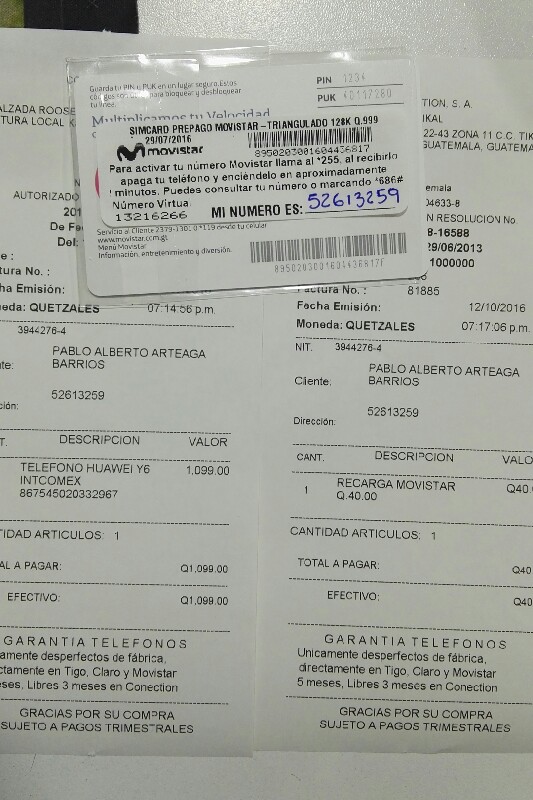 Guarda tu PIN y PUK en un lugar seguro. Estos
para bloquear y desbloquear
tu línea.
PIN 1234
PUK
Multiplicamos tu Velocidad
SIMCARD PREPAGO MOVISTAR-TRIANGULADO 128K Q.999
29/07/2016
movistar
8950203001604436817
Para activar tu número Movistar llama al *255, al recibirlo
apaga tu teléfono y enciéndelo en aproximadamente
minutos. Puedes consultar tu número o marcando *686#
Número Virtua
13216266
MI NUMERO ES: 52613259
Servicio al Cliente 2379-1301 0 *119 desde tu celular
www.movistar.com.gt
Menú Movistar
Información, entretenimiento y diversión.
8950203001604436817F
ALZADA ROOSE
TURA LOCAL K
AUTORIZADO
201
De Fe
Del:
e :
actura No. :
cha Emisión:
07:14:56 p.m.
neda: QUETZALES
3944276-4
nte:
PABLO ALBERTO ARTEAGA
BARRIOS
52613259
ción:
T. DESCRIPCION VALOR
TELEFONO HUAWEI Y6 1,099.00
INTCOMEX
867545020332967
TIDAD ARTICULOS: 1
AL A PAGAR: Q1,099.00
EFECTIVO: Q1,099.00
GARANTIA TELEFONOS
camente desperfectos de fábrica,
ctamente en Tigo, Claro y Movistar
eses, Libres 3 meses en Conection
GRACIAS POR SU COMPRA
SUJETO A PAGOS TRIMESTRALES
TION, S. A.
IKAL
22-43 ZONA 11 C.C. TIK
GUATEMALA, GUATEMA
emala
04633-8
N RESOLUCION No
8-16588
29/06/2013
1000000
Factura No. : 81885
Fecha Emisión: 12/10/2016
Moneda: QUETZALES 07:17:06 p.m.
NIT. 3944276-4
Cliente:
PABLO ALBERTO ARTEAGA
BARRIOS
52613259
Dirección:
CANT. DESCRIPCION VALO
1 RECARGA MOVISTAR Q40
Q.40.00
CANTIDAD ARTICULOS: 1
TOTAL A PAGAR: Q40
EFECTIVO: Q40
GARANTIA TELEFONOS
Unicamente desperfectos de fábrica,
directamente en Tigo, Claro y Movistar
5 meses, Libres 3 meses en Conection
GRACIAS POR SU COMPRA
SUJETO A PAGOS TRIMESTRALES